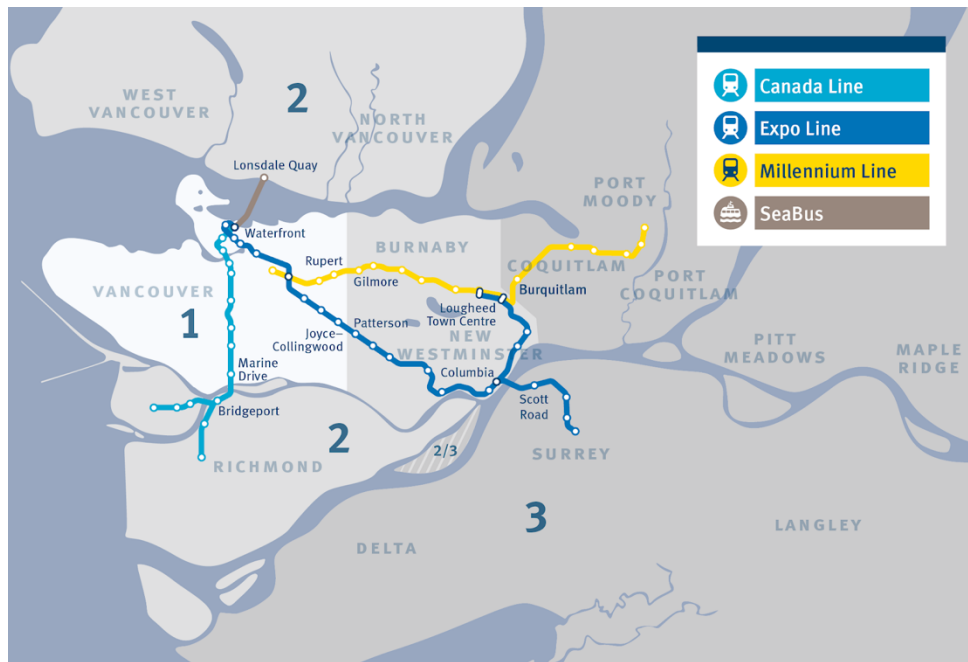 WEST
VANCOUVER
2
NORTH
VANCOUVER
Canada Line
Expo Line
Millennium Line
SeaBus
Lonsdale Quay
PORT
MOODY
Waterfront
BURNABY
Rupert
Gilmore
COQUITLAM
PORT
COQUITLAM
VANCOUVER
1
Burquitlam
Lougheed
Town Centre
Joyce–
Collingwood
Patterson
NEW
WESTMINSTER
PITT
MEADOWS
MAPLE
RIDGE
Marine
Drive
Columbia
Bridgeport
Scott
Road
2
RICHMOND
2/3
SURREY
3
DELTA
LANGLEY